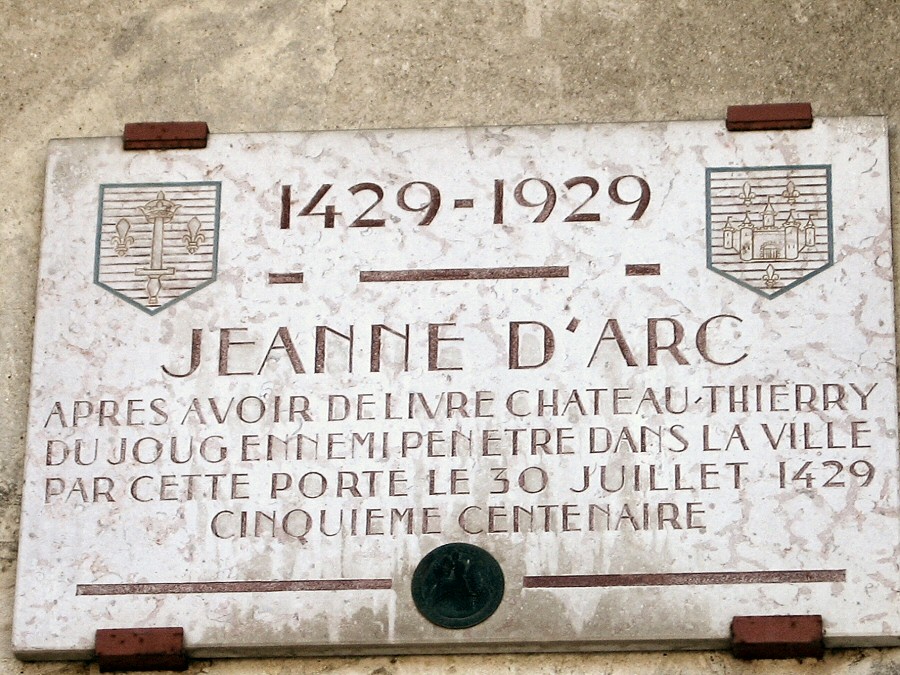 1429-1929
JEANNE D'ARC
APRES AVOIR DELIVRE CHATEAU-THIERRY
DU JOUG ENNEMI PENETRE DANS LA VILLE
PAR CETTE PORTE LE 30 JUILLET 1429
CINQUIEME CENTENAIRE